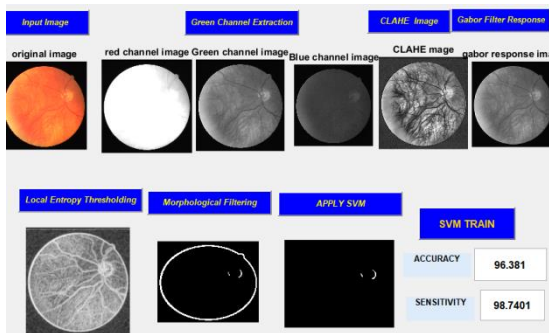 Input Image
Green Channel Extraction
CLAHE Image
Gabor Filter Response
original image
red channel image
Green channel image
Blue channel image
CLAHE mage
gabor response ima
Local Entropy Thresholding
Morphological Filtering
APPLY SVM
SVM TRAIN
ACCURACY
96.381
SENSITIVITY
98.7401